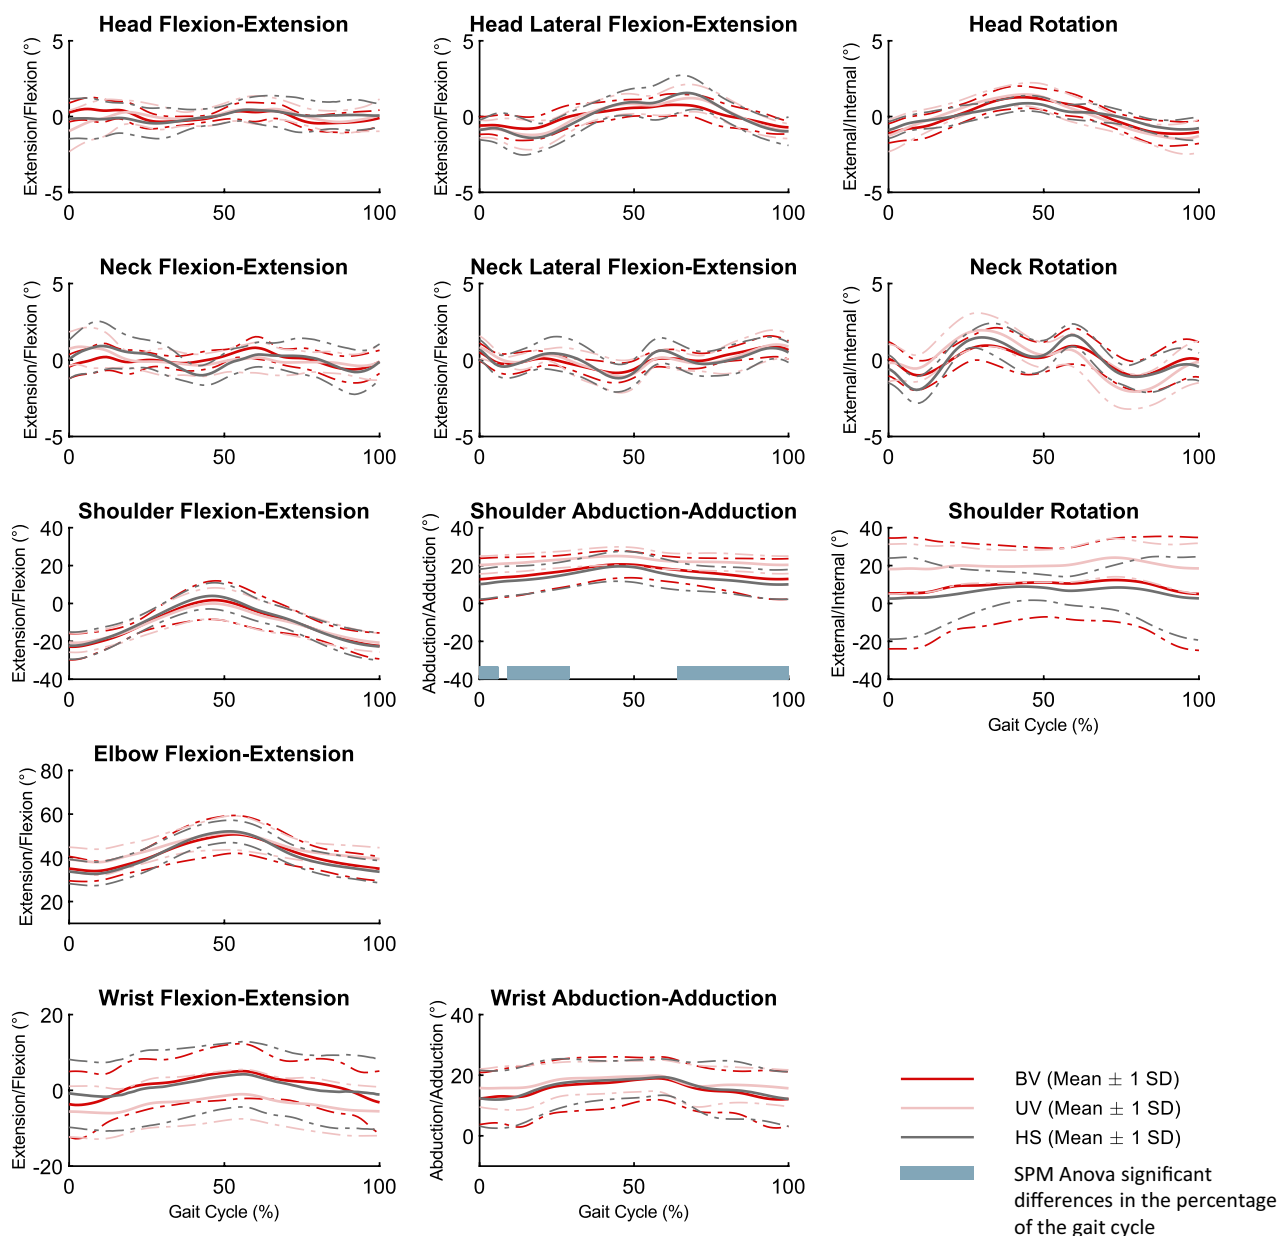 Head Flexion-Extension
Extension/Flexion (°)
5
0
-5
0
50
100
Head Lateral Flexion-Extension
Extension/Flexion (°)
5
0
-5
0
50
100
Head Rotation
External/Internal (°)
5
0
-5
0
50
100
Neck Flexion-Extension
Extension/Flexion (°)
5
0
-5
0
50
100
Neck Lateral Flexion-Extension
Extension/Flexion (°)
5
0
-5
0
50
100
Neck Rotation
External/Internal (°)
5
0
-5
0
50
100
Shoulder Flexion-Extension
Extension/Flexion (°)
40
20
0
-20
-40
0
50
100
Shoulder Abduction-Adduction
Abduction/Adduction (°)
40
20
0
-20
-40
0
50
100
Shoulder Rotation
External/Internal (°)
40
20
0
-20
-40
0
50
100
Gait Cycle (%)
Elbow Flexion-Extension
Extension/Flexion (°)
80
60
40
20
0
50
100
Wrist Flexion-Extension
Extension/Flexion (°)
20
0
-20
0
50
100
Gait Cycle (%)
Wrist Abduction-Adduction
Abduction/Adduction (°)
40
20
0
0
50
100
Gait Cycle (%)
BV (Mean ± 1 SD)
UV (Mean ± 1 SD)
HS (Mean ± 1 SD)
SPM Anova significant
differences in the percentage
of the gait cycle